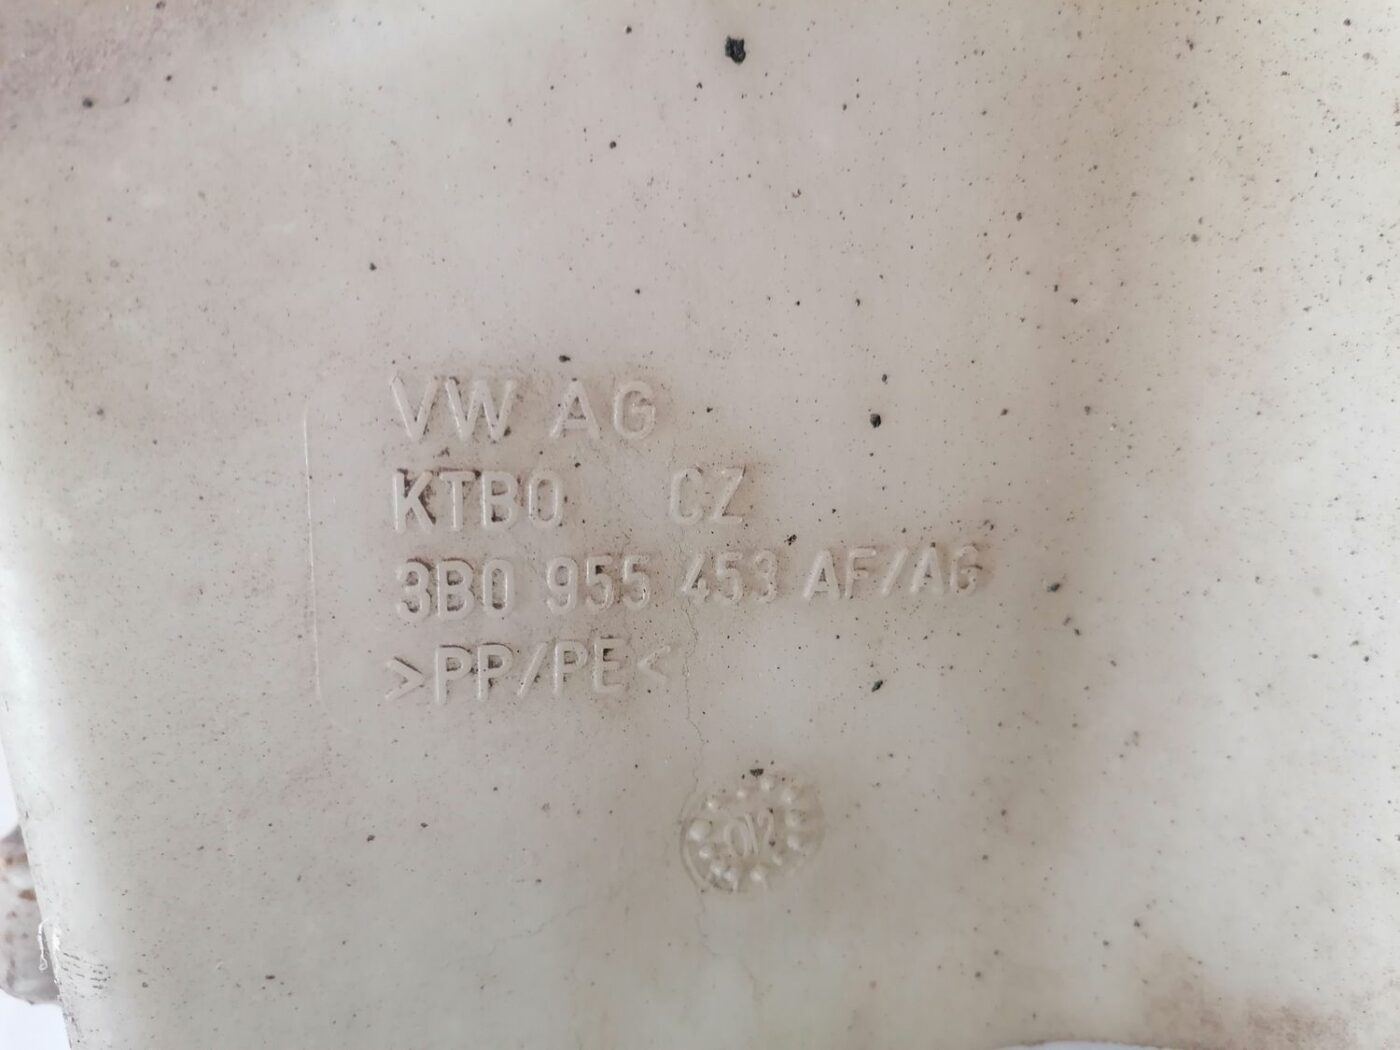 VW AG
KTBO CZ
3B0 955 453 AF/AG
>PP/PE<